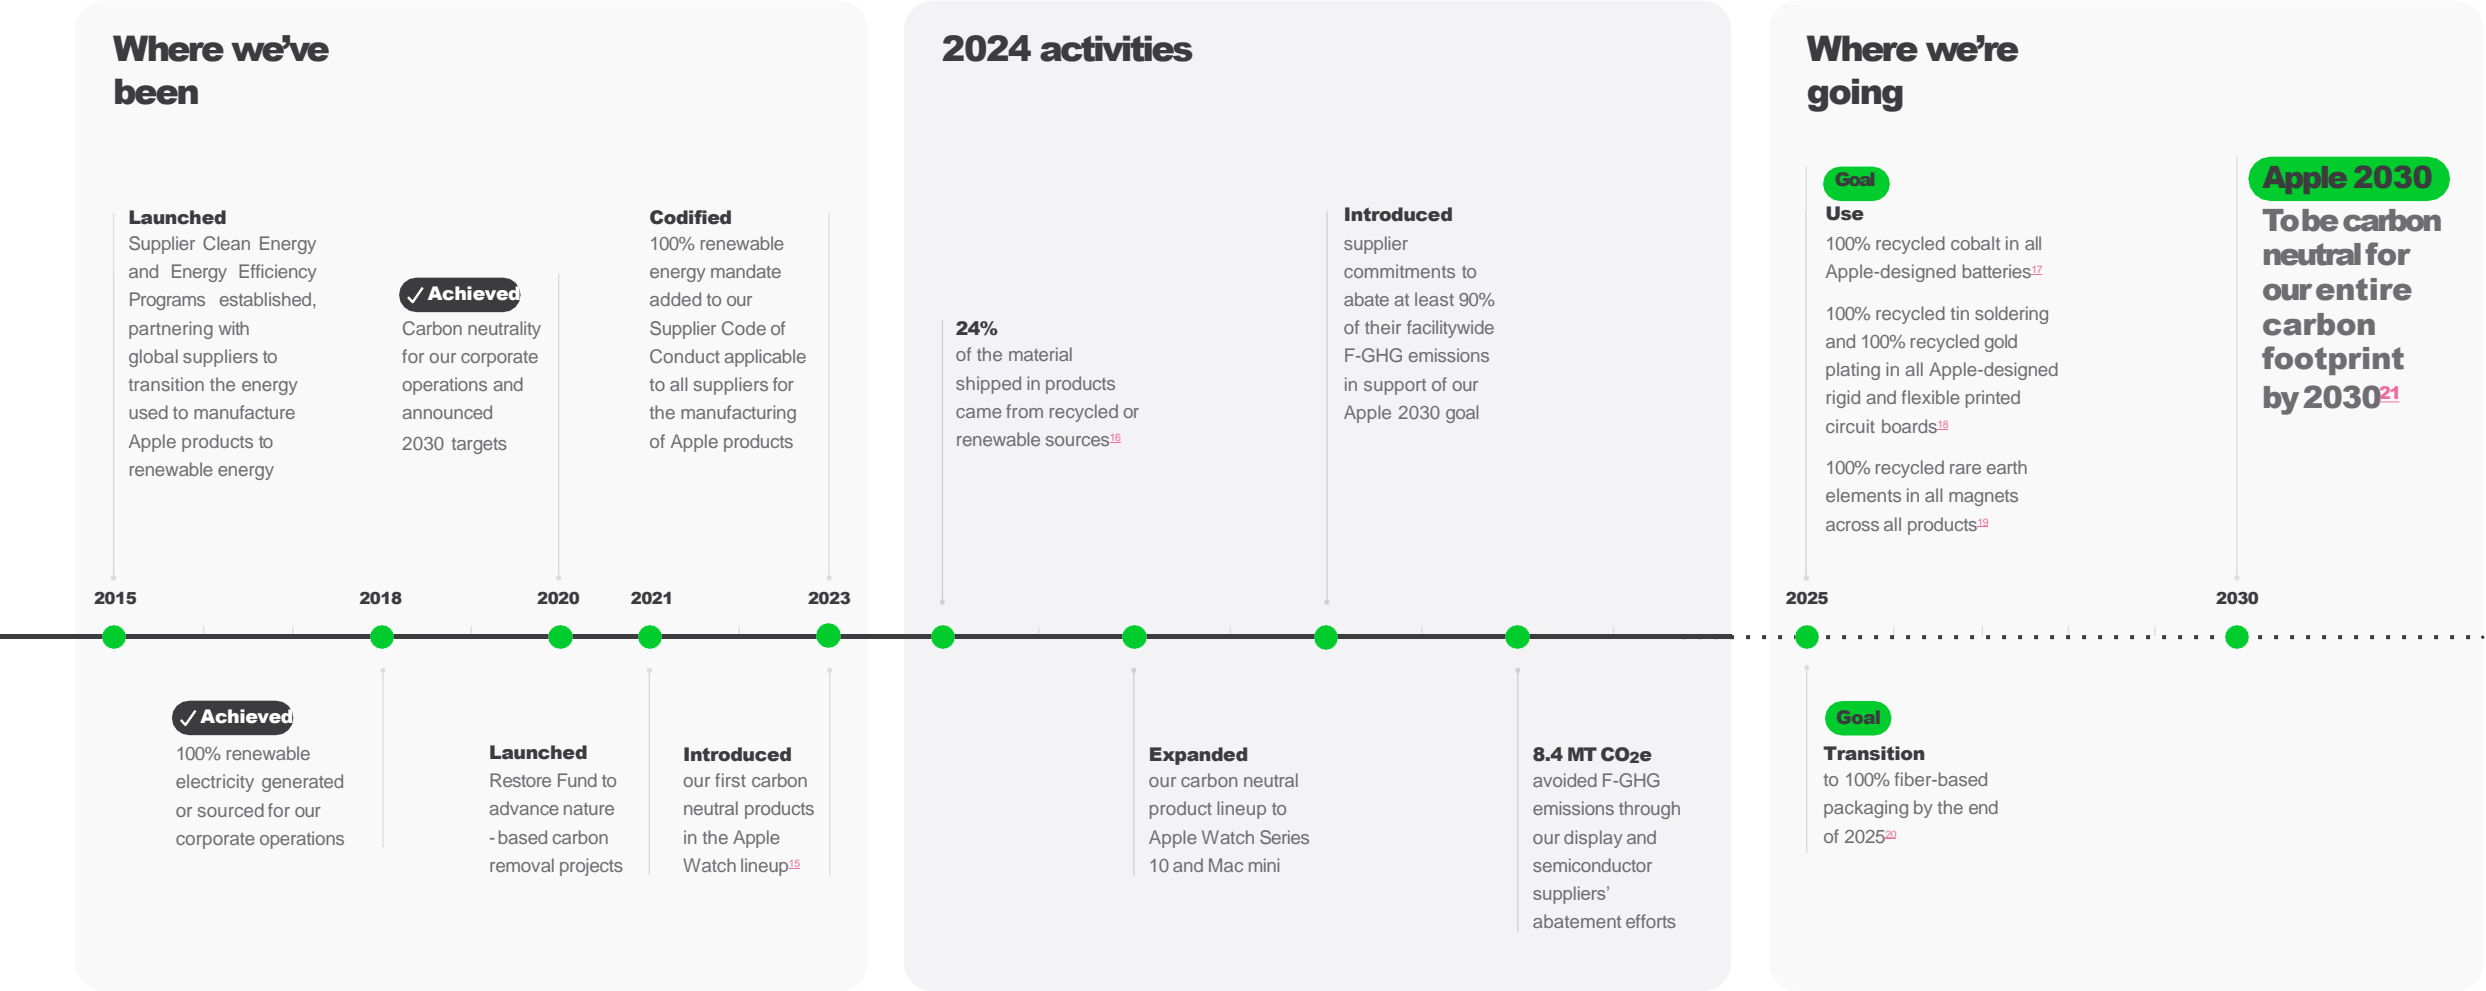 Where we've
been
Launched
Supplier Clean Energy
and Energy Efficiency
Programs established,
partnering with
global suppliers to
transition the energy
used to manufacture
Apple products to
renewable energy
✓ Achieved
Carbon neutrality
for our corporate
operations and
announced
2030 targets
Codified
100% renewable
energy mandate
added to our
Supplier Code of
Conduct applicable
to all suppliers for
the manufacturing
of Apple products
2015
2018
2020
2021
2023
✓ Achieved
100% renewable
electricity generated
or sourced for our
corporate operations
Launched
Restore Fund to
advance nature
-based carbon
removal projects
Introduced
our first carbon
neutral products
in the Apple
Watch lineup15
2024 activities
24%
of the material
shipped in products
came from recycled or
renewable sources16
Introduced
supplier
commitments to
abate at least 90%
of their facilitywide
F-GHG emissions
in support of our
Apple 2030 goal
Expanded
our carbon neutral
product lineup to
Apple Watch Series
10 and Mac mini
8.4 MT CO2e
avoided F-GHG
emissions through
our display and
semiconductor
suppliers'
abatement efforts
Where we're
going
Goal
Use
100% recycled cobalt in all
Apple-designed batteries17
100% recycled tin soldering
and 100% recycled gold
plating in all Apple-designed
rigid and flexible printed
circuit boards18
100% recycled rare earth
elements in all magnets
across all products19
Apple 2030
To be carbon
neutral for
our entire
carbon
footprint
by 203021
2025
2030
Goal
Transition
to 100% fiber-based
packaging by the end
of 202520